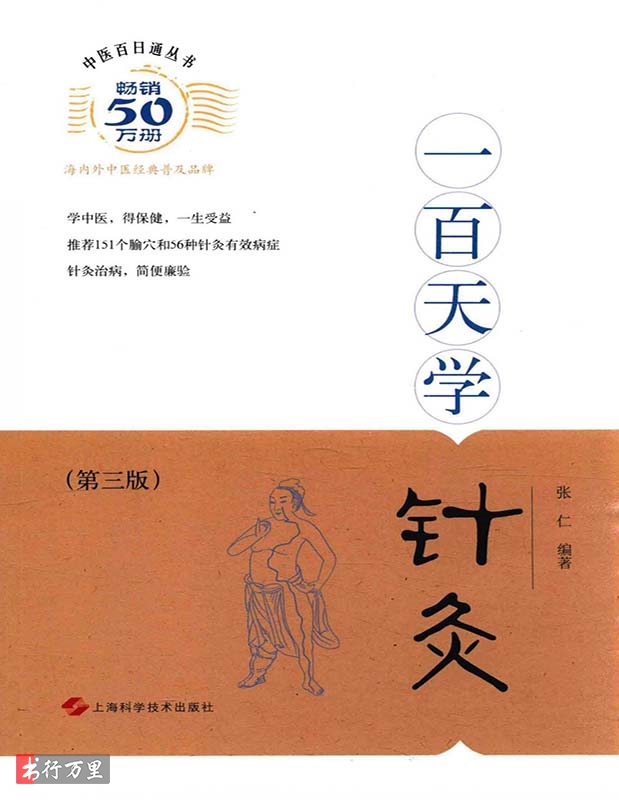 中医百日通丛书
畅销
50
万册
海内外中医经典普及品牌
学中医，得保健，一生受益
推荐151个腧穴和56种针灸有效病症
针灸治病，简便廉验
一百天学
针灸
（第三版）
张仁 编著
上海科学技术出版社
书行万里